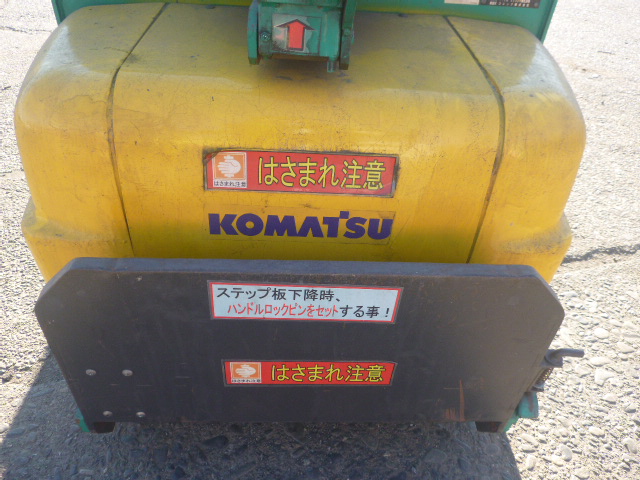 はさまれ注意
はさまれ注意
KOMATSU
ステップ板下降時、
ハンドルロックピンをセットする事！
はさまれ注意
はさまれ注意